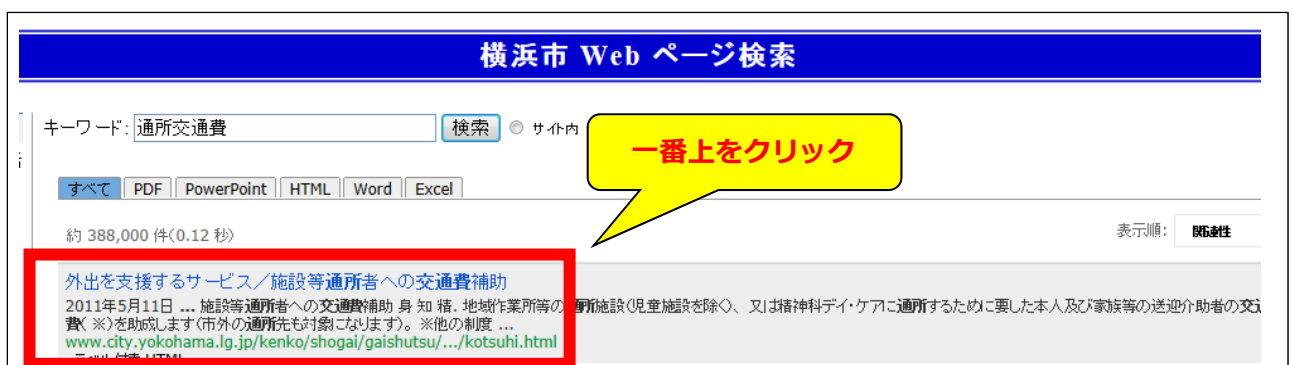 横浜市 Web ページ検索
キーワード: 通所交通費 検索 サイト内
一番上をクリック
すべて PDF PowerPoint HTML Word Excel
約 388,000 件(0.12 秒)
表示順: 関連性
外出を支援するサービス／施設等通所者への交通費補助
2011年5月11日 ... 施設等通所者への交通費補助 身 知 精. 地域作業所等の通所施設(児童施設を除く)、又は精神科デイ・ケアに通所するために要した本人及び家族等の送迎介助者の交通
費( ※)を助成します(市外の通所先も対象になります)。※他の制度 ...
www.city.yokohama.lg.jp/kenko/shogai/gaishutsu/.../kotsuhi.html